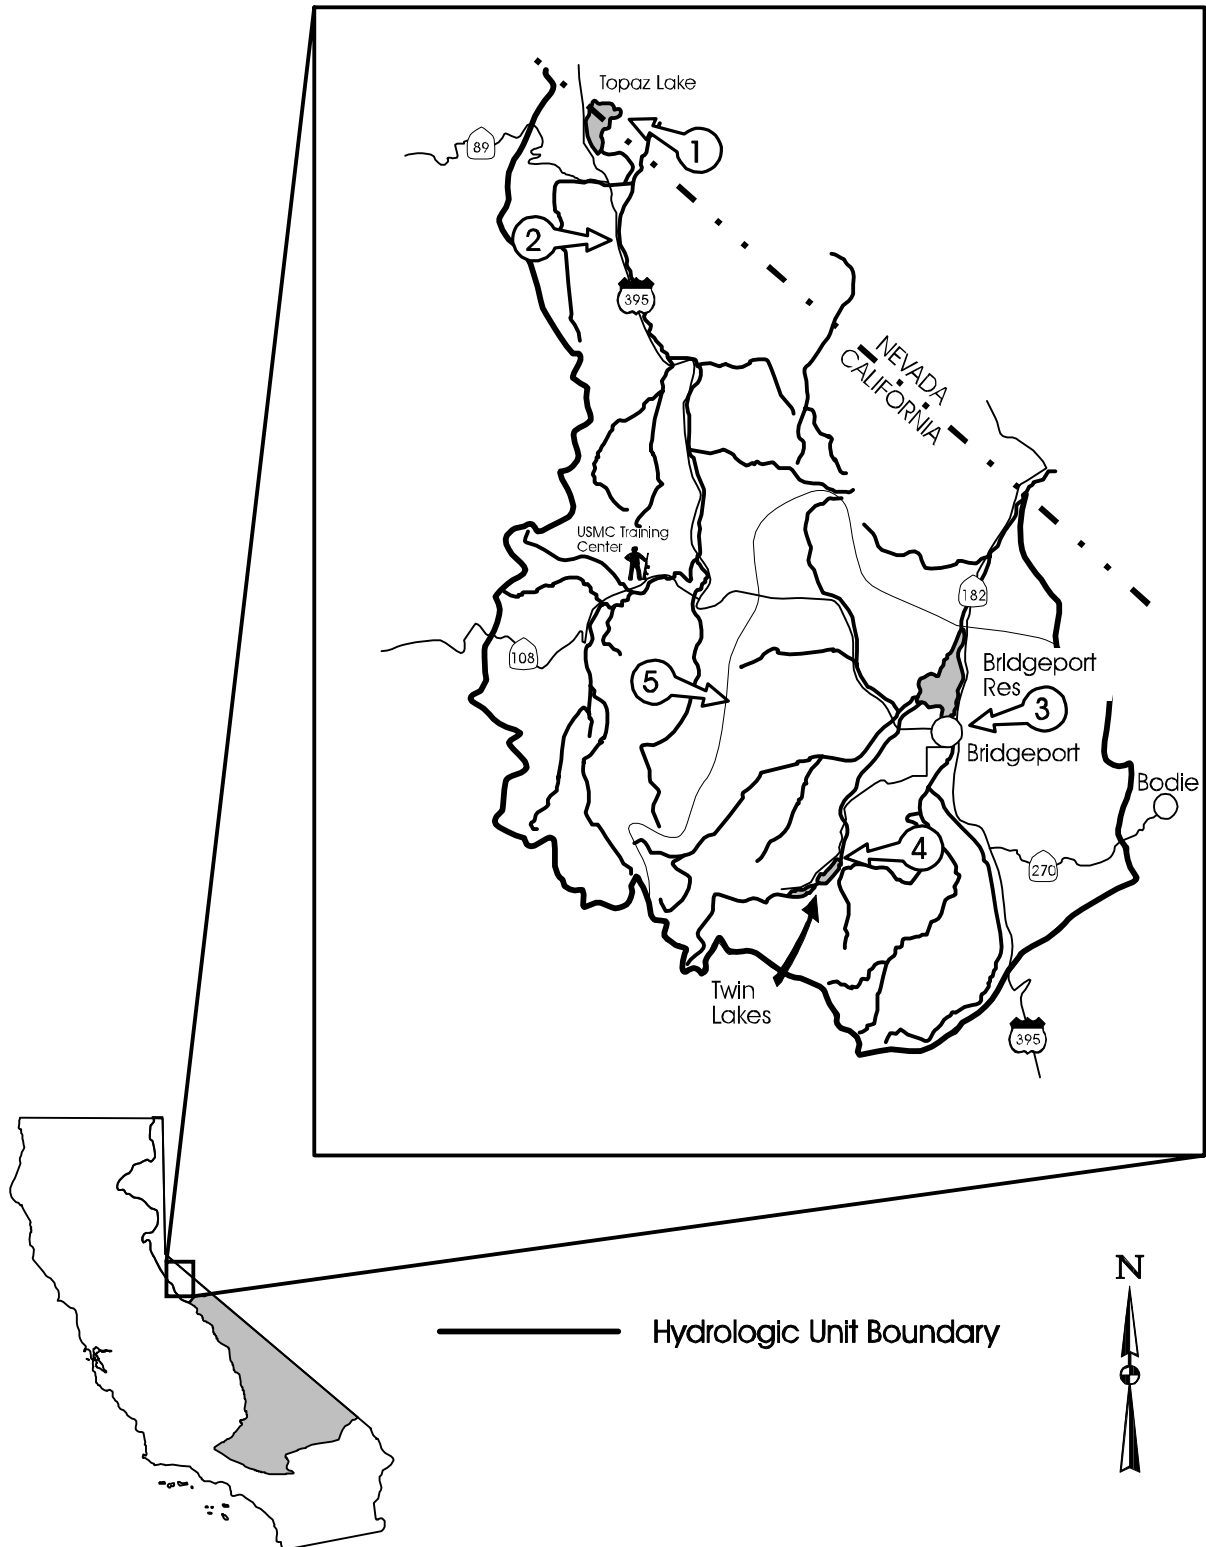 Topaz Lake
89
1
2
395
NEVADA
CALIFORNIA
USMC Training
Center
182
108
Bridgeport
Res
5
3
Bridgeport
Bodie
4
270
Twin
Lakes
395
N
Hydrologic Unit Boundary